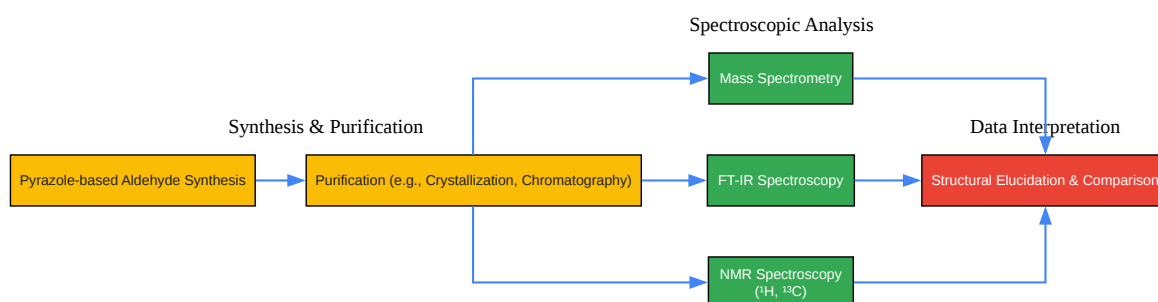 Spectroscopic Analysis
Mass Spectrometry
Synthesis & Purification
Data Interpretation
Pyrazole-based Aldehyde Synthesis
Purification (e.g., Crystallization, Chromatography)
FT-IR Spectroscopy
Structural Elucidation & Comparison
NMR Spectroscopy
(¹H, ¹³C)